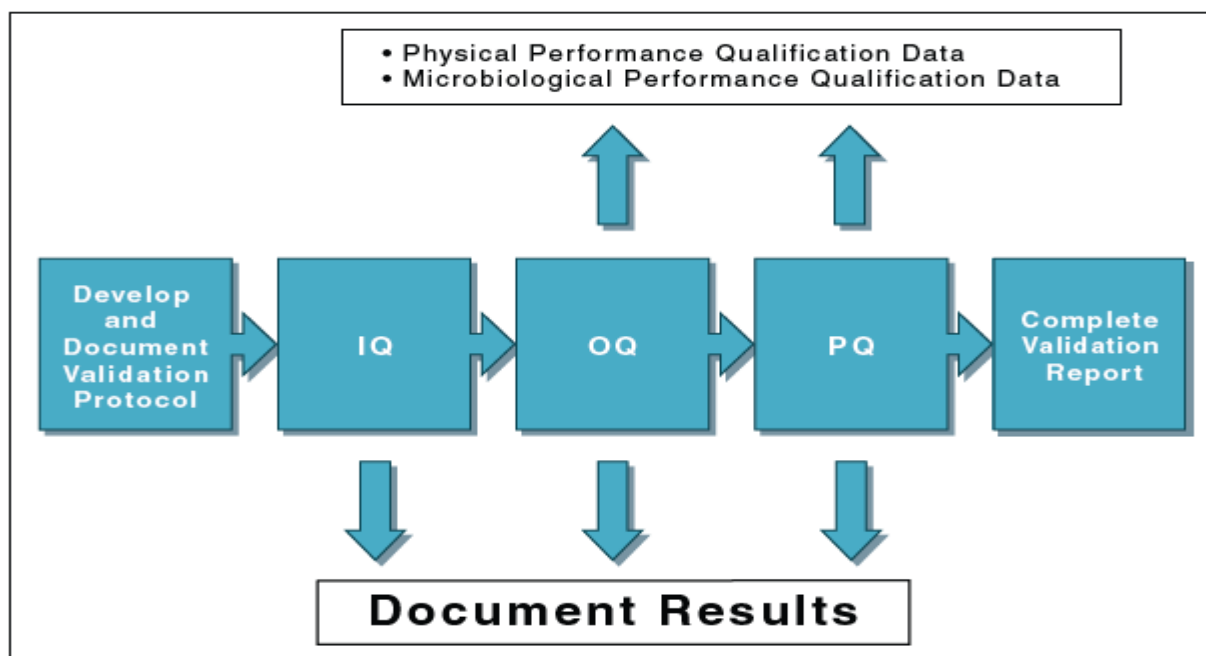 • Physical Performance Qualification Data
• Microbiological Performance Qualification Data
Develop
and
Document
Validation
Protocol
IQ
OQ
PQ
Complete
Validation
Report
Document Results